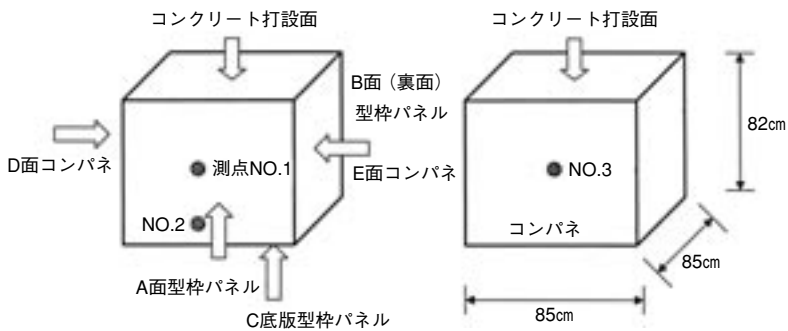 コンクリート打設面
B面（裏面）
型枠パネル
D面コンパネ
測点NO.1
E面コンパネ
NO.2
A面型枠パネル
C底版型枠パネル
コンクリート打設面
NO.3
コンパネ
82㎝
85㎝
85㎝